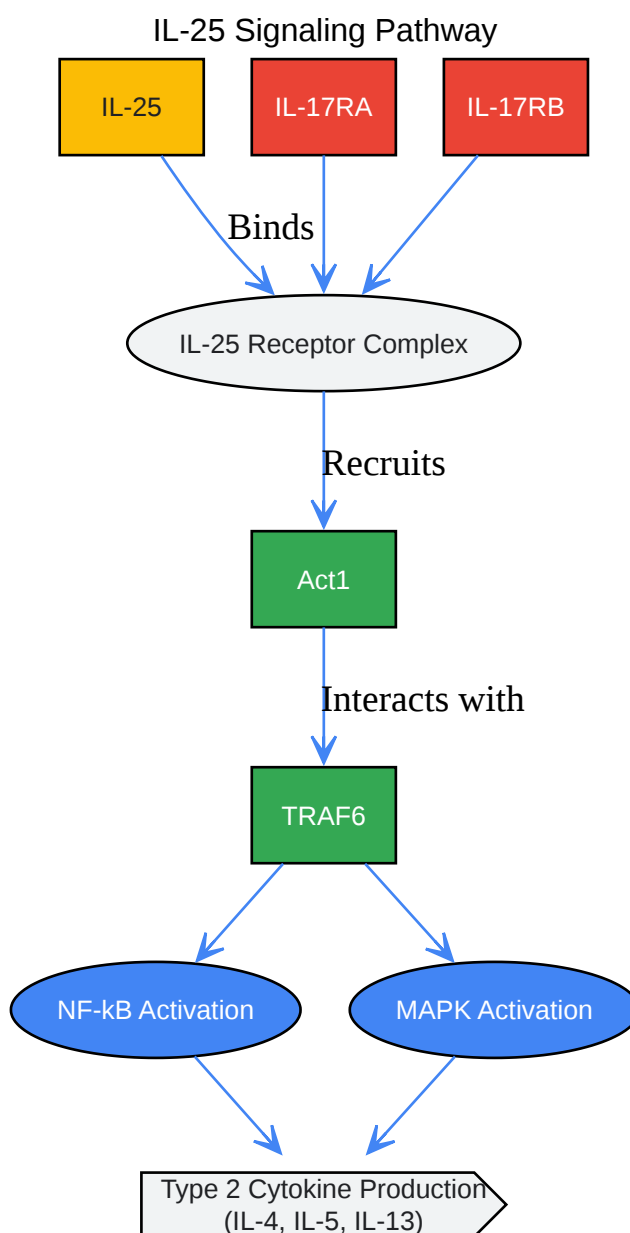 IL-25 Signaling Pathway
IL-25
IL-17RA
IL-17RB
Binds
IL-25 Receptor Complex
Recruits
Act1
Interacts with
TRAF6
NF-kB Activation
MAPK Activation
Type 2 Cytokine Production
(IL-4, IL-5, IL-13)